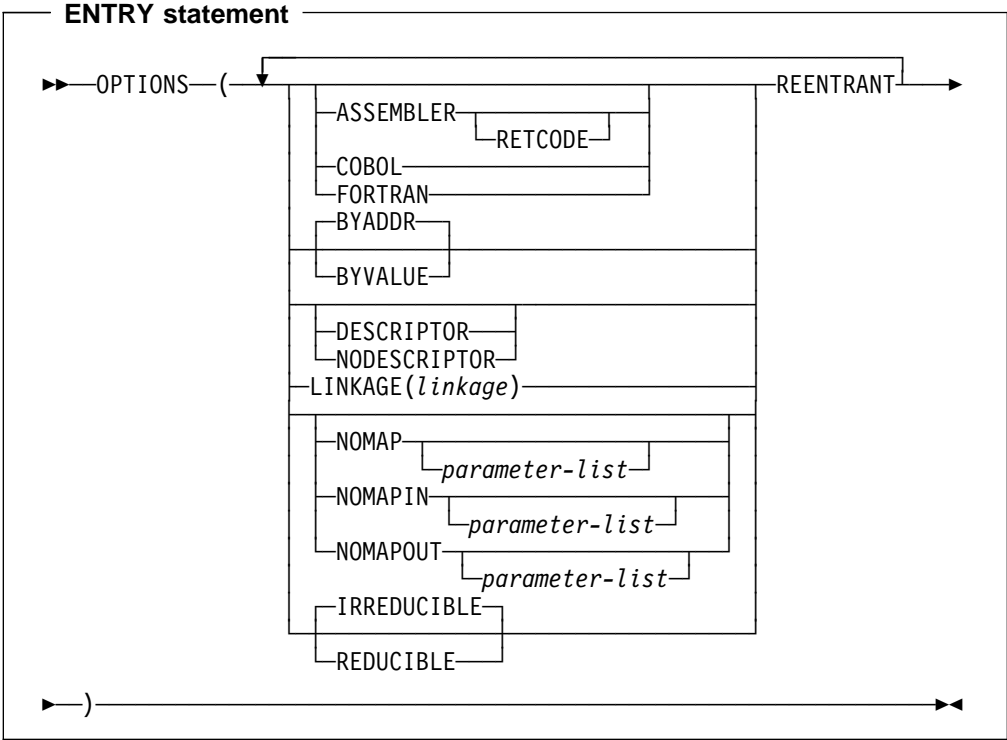 ENTRY statement
OPTIONS ( REENTRANT
ASSEMBLER
RETCODE
COBOL
FORTRAN
BYADDR
BYVALUE
DESCRIPTOR
NODESCRIPTOR
LINKAGE(linkage)
NOMAP
parameter-list
NOMAPIN
parameter-list
NOMAPOUT
parameter-list
IRREDUCIBLE
REDUCIBLE
)